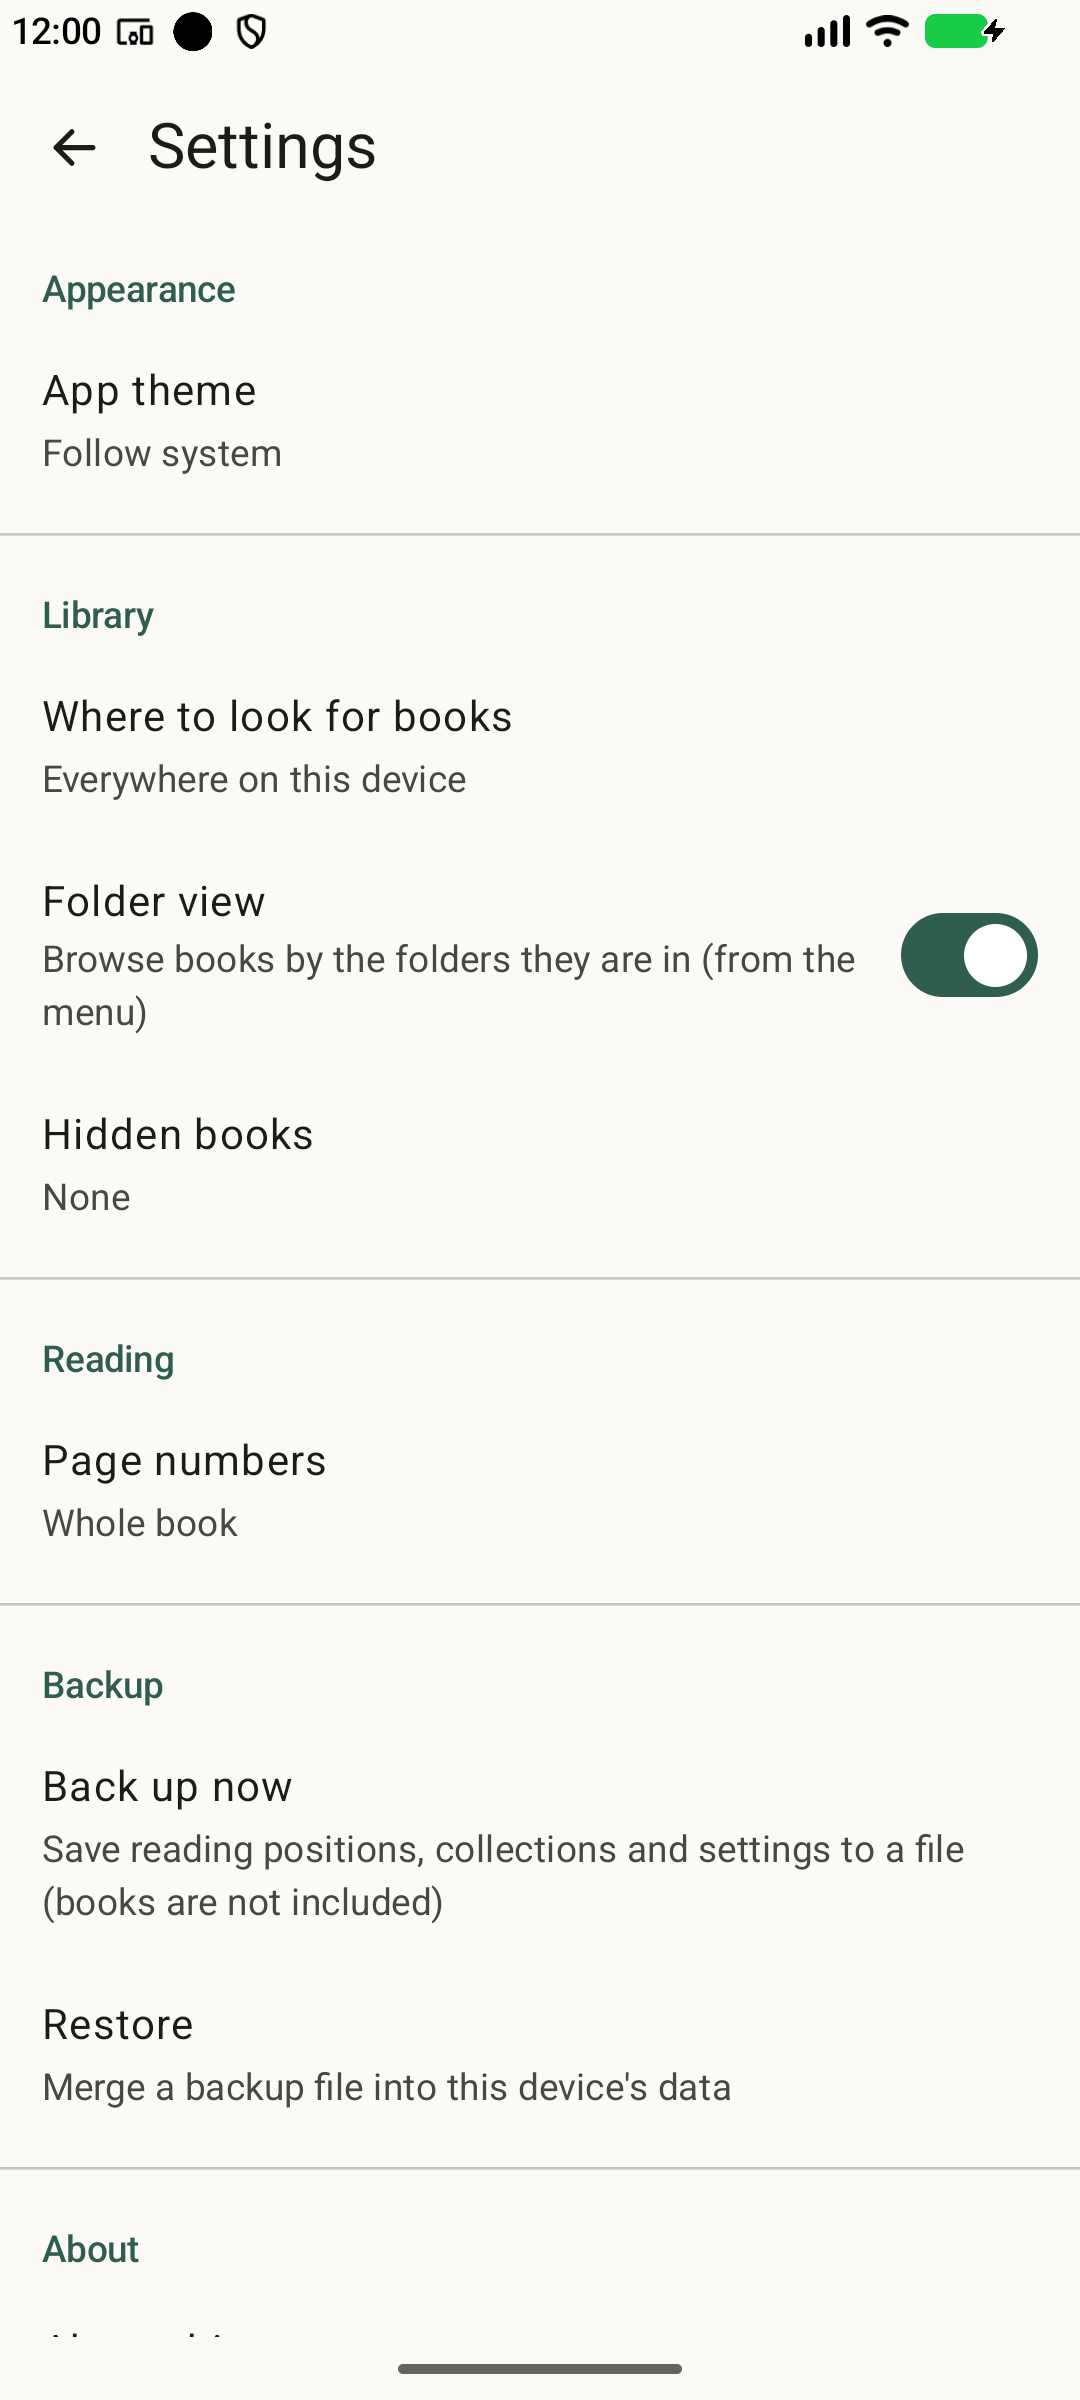 12:00
Settings
Appearance
App theme
Follow system
Library
Where to look for books
Everywhere on this device
Folder view
Browse books by the folders they are in (from the
menu)
Hidden books
None
Reading
Page numbers
Whole book
Backup
Back up now
Save reading positions, collections and settings to a file
(books are not included)
Restore
Merge a backup file into this device's data
About